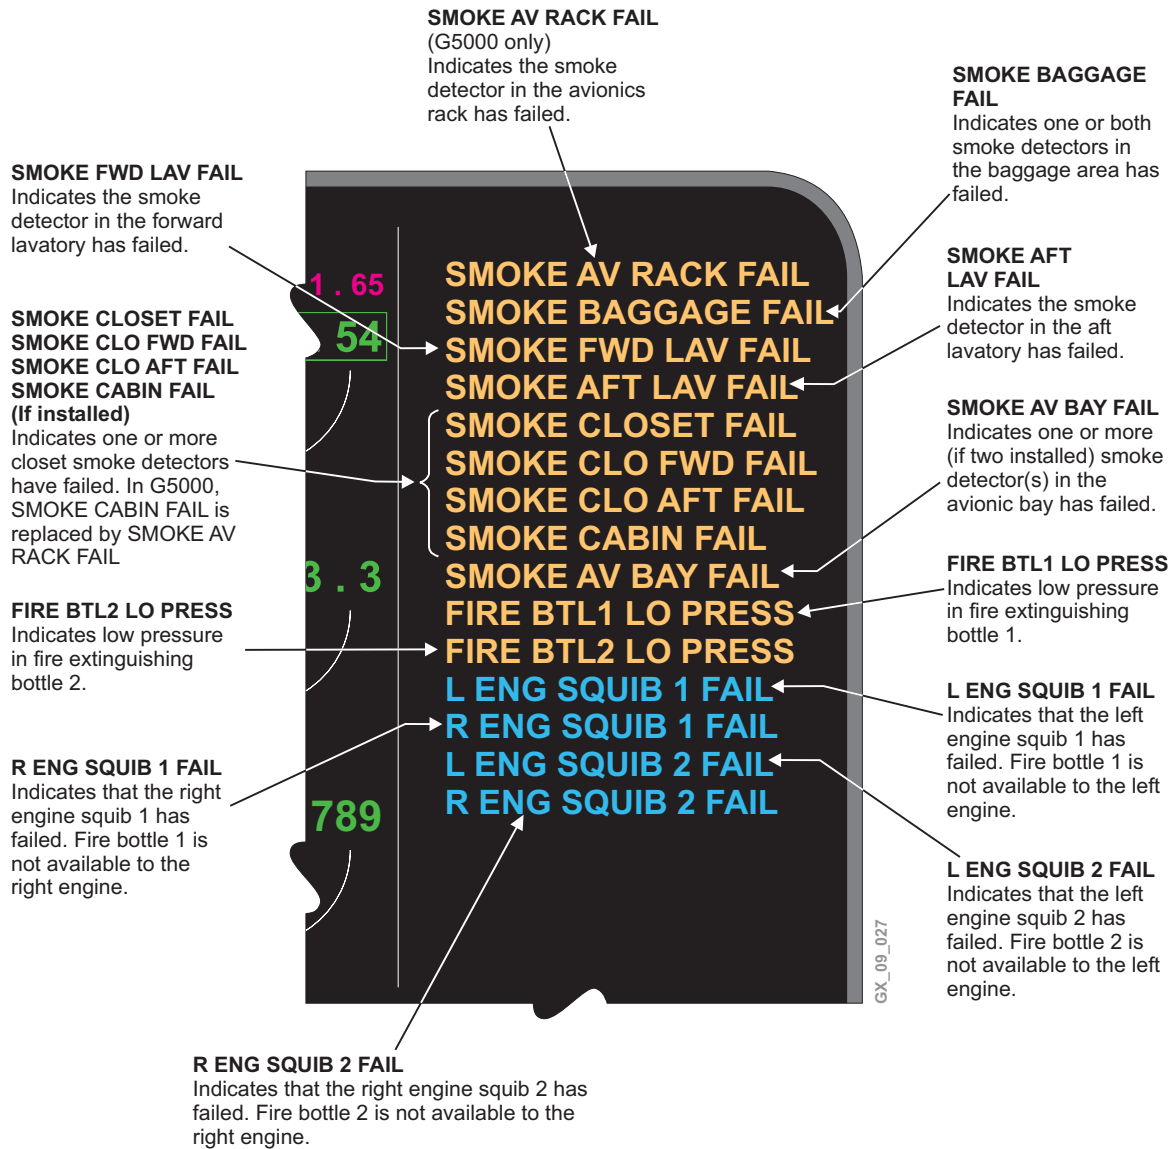 SMOKE AV RACK FAIL
(G5000 only)
Indicates the smoke
detector in the avionics
rack has failed.
SMOKE BAGGAGE
FAIL
Indicates one or both
smoke detectors in
the baggage area has
failed.
SMOKE FWD LAV FAIL
Indicates the smoke
detector in the forward
lavatory has failed.
SMOKE AFT
LAV FAIL
Indicates the smoke
detector in the aft
lavatory has failed.
SMOKE CLOSET FAIL
SMOKE CLO FWD FAIL
SMOKE CLO AFT FAIL
SMOKE CABIN FAIL
(If installed)
Indicates one or more
closet smoke detectors
have failed. In G5000,
SMOKE CABIN FAIL is
replaced by SMOKE AV
RACK FAIL
SMOKE AV BAY FAIL
Indicates one or more
(if two installed) smoke
detector(s) in the
avionic bay has failed.
FIRE BTL2 LO PRESS
Indicates low pressure
in fire extinguishing
bottle 2.
FIRE BTL1 LO PRESS
Indicates low pressure
in fire extinguishing
bottle 1.
R ENG SQUIB 1 FAIL
Indicates that the right
engine squib 1 has
failed. Fire bottle 1 is
not available to the
right engine.
L ENG SQUIB 1 FAIL
Indicates that the left
engine squib 1 has
failed. Fire bottle 1 is
not available to the left
engine.
L ENG SQUIB 2 FAIL
Indicates that the left
engine squib 2 has
failed. Fire bottle 2 is
not available to the left
engine.
1 . 65
54
3 . 3
789
SMOKE AV RACK FAIL
SMOKE BAGGAGE FAIL
SMOKE FWD LAV FAIL
SMOKE AFT LAV FAIL
SMOKE CLOSET FAIL
SMOKE CLO FWD FAIL
SMOKE CLO AFT FAIL
SMOKE CABIN FAIL
SMOKE AV BAY FAIL
FIRE BTL1 LO PRESS
FIRE BTL2 LO PRESS
L ENG SQUIB 1 FAIL
R ENG SQUIB 1 FAIL
L ENG SQUIB 2 FAIL
R ENG SQUIB 2 FAIL
GX_09_027
R ENG SQUIB 2 FAIL
Indicates that the right engine squib 2 has
failed. Fire bottle 2 is not available to the
right engine.